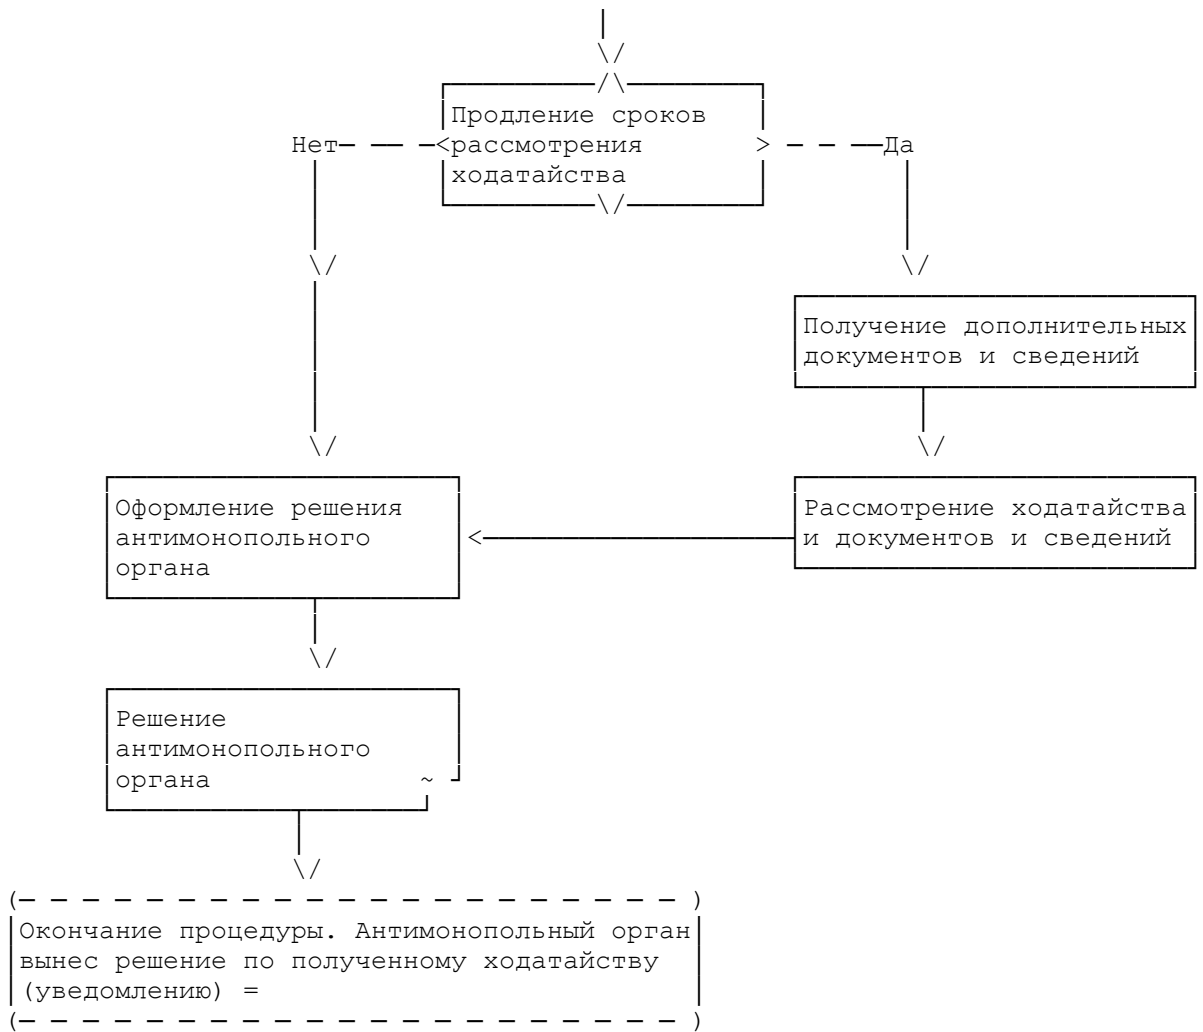 Продление сроков
Нет
рассмотрения
Да
ходатайства
Получение дополнительных
документов и сведений
Оформление решения
антимонопольного
органа
Рассмотрение ходатайства
и документов и сведений
Решение
антимонопольного
органа ~
Окончание процедуры. Антимонопольный орган
вынес решение по полученному ходатайству
(уведомлению) =